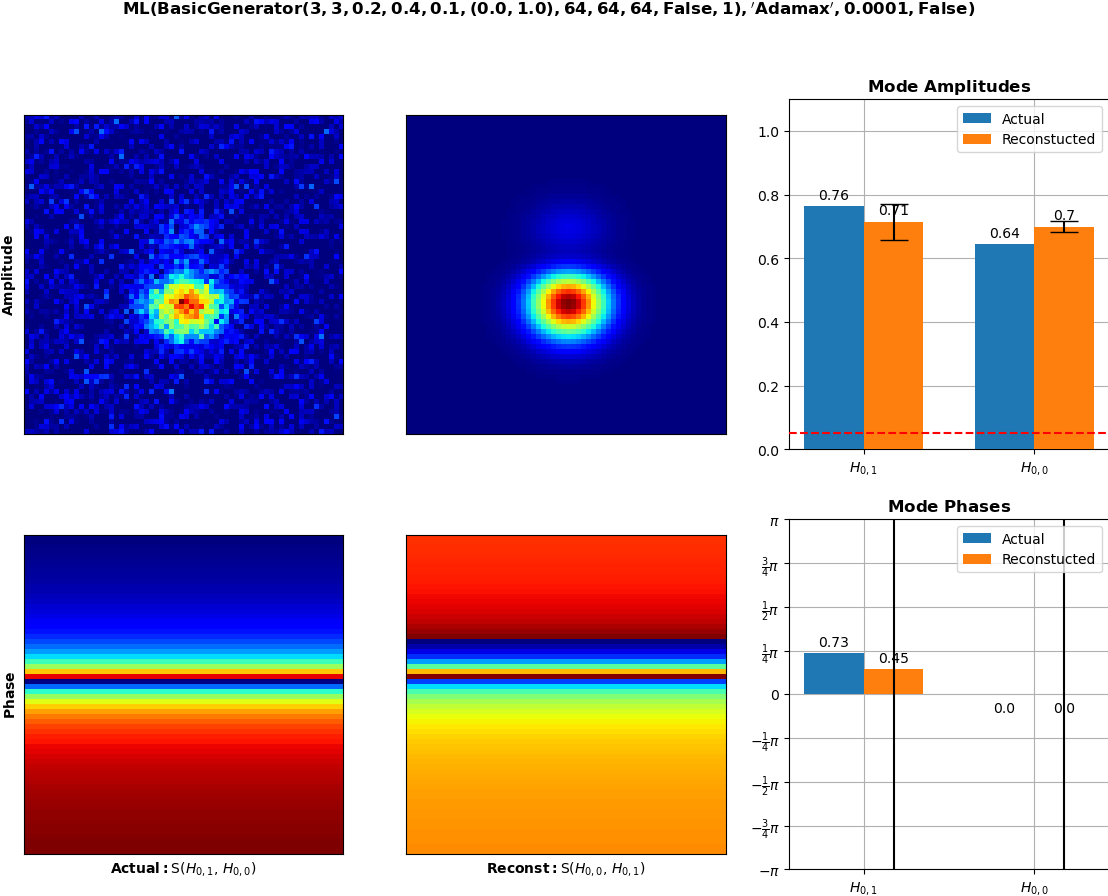 ML(BasicGenerator(3, 3, 0.2, 0.4, 0.1, (0.0, 1.0), 64, 64, 64, False, 1), ′Adamax′, 0.0001, False)
Amplitude
Mode Amplitudes
Actual
Reconstucted
1.0
0.8
0.6
0.4
0.2
0.0
0.76
0.71
0.64
0.7
H0,1
H0,0
Phase
Actual: S(H0,1, H0,0)
Reconst: S(H0,0, H0,1)
Mode Phases
Actual
Reconstucted
π
3/4π
1/2π
1/4π
0
−1/4π
−1/2π
−3/4π
−π
0.73
0.45
0.0
0.0
H0,1
H0,0